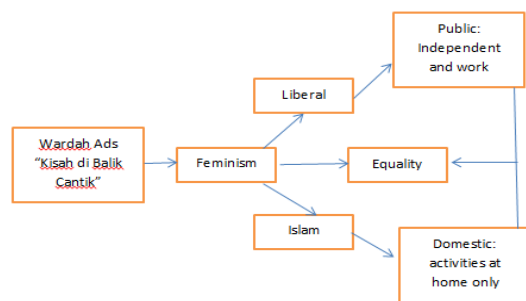 Wardah Ads
“Kisah di Balik
Cantik”
Feminism
Liberal
Equality
Islam
Public:
Independent
and work
Domestic:
activities at
home only